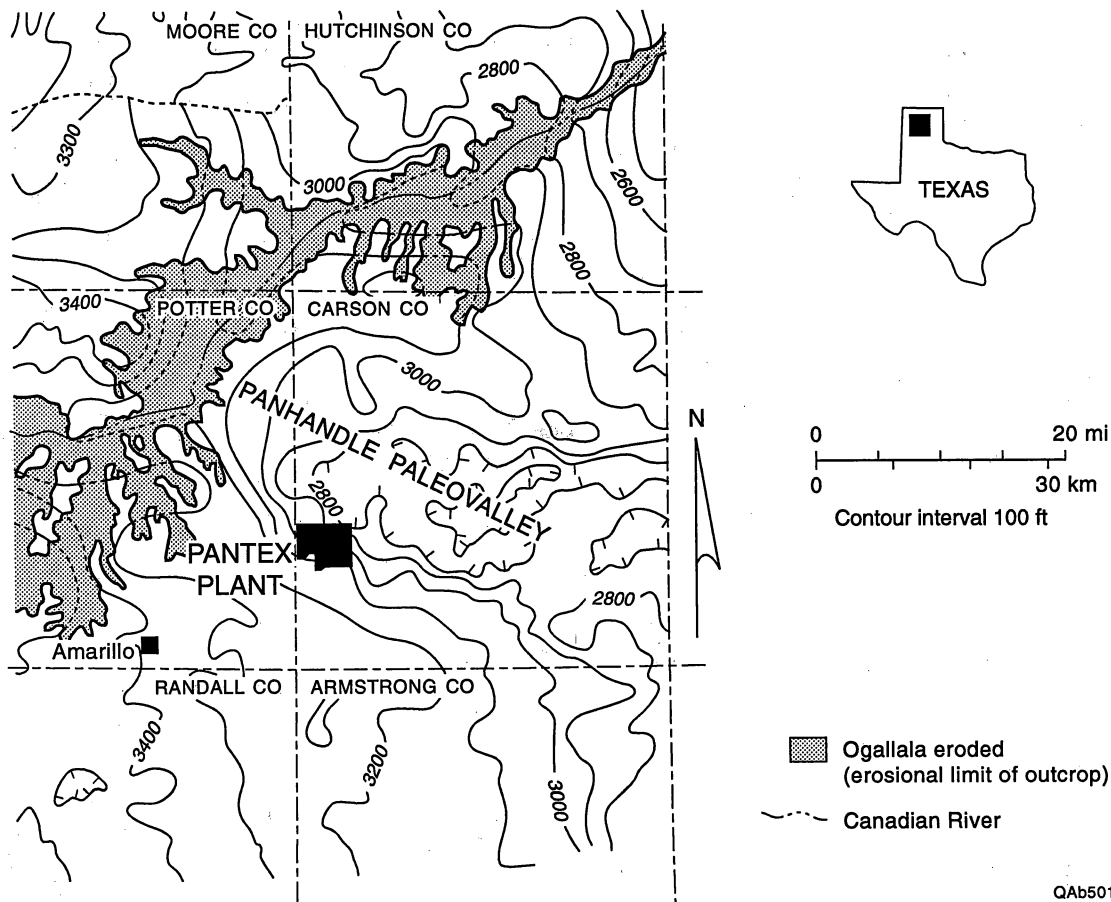 MOORE CO
HUTCHINSON CO
2800
3300
3000
2600
2800
TEXAS
3400
POTTER CO
CARSON CO
3000
PANHANDLE PALEOVALLEY
2800
PANTEX
PLANT
2800
Amarillo
RANDALL CO
ARMSTRONG CO
3400
3200
3000
N
0 20 mi
0 30 km
Contour interval 100 ft
Ogallala eroded
(erosional limit of outcrop)
Canadian River
QAb501